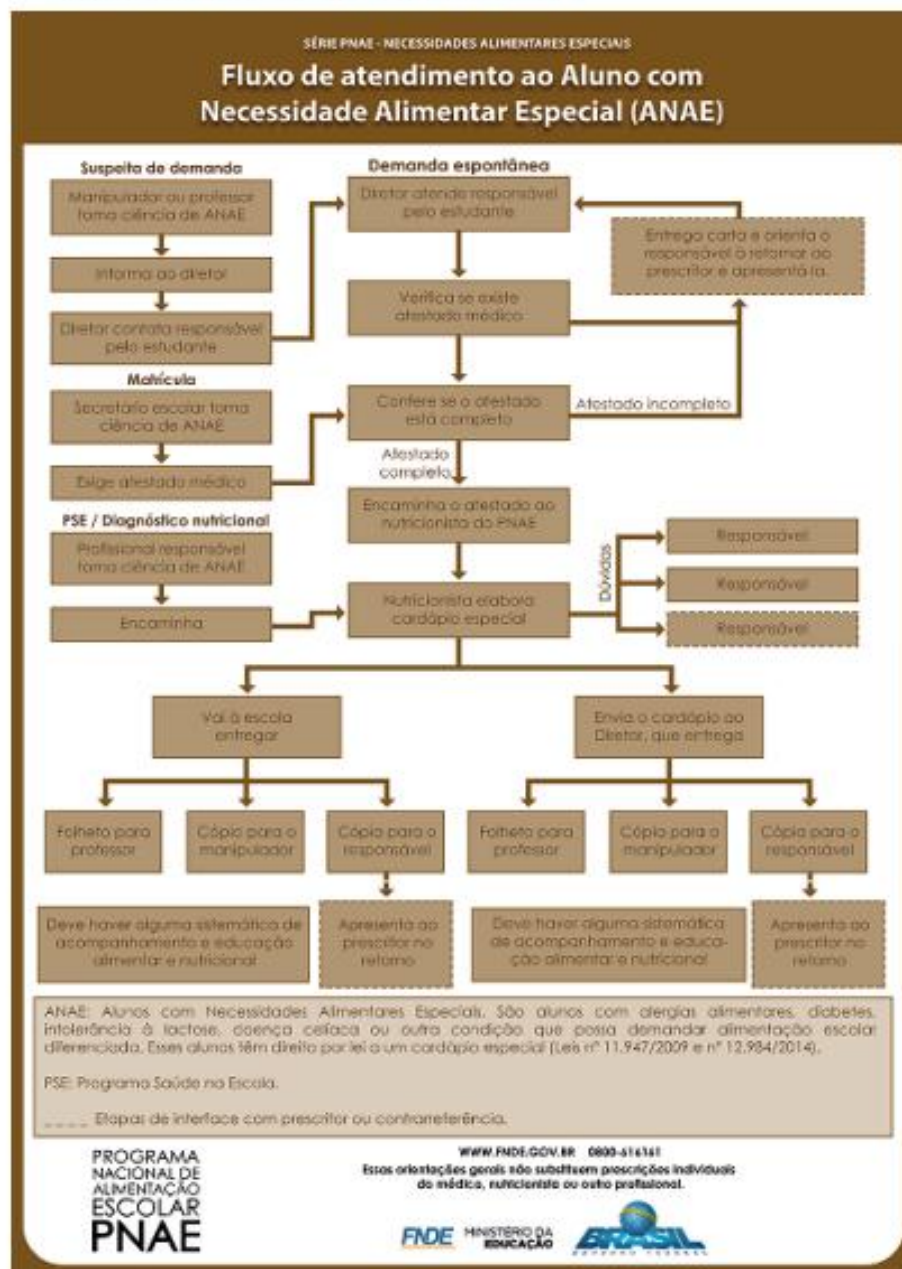 SÉRIE PNAE - NECESSIDADES ALIMENTARES ESPECIAIS
Fluxo de atendimento ao Aluno com
Necessidade Alimentar Especial (ANAE)
Suspeita de demanda
Manipulador ou professor
toma ciência de ANAE
Informa ao diretor
Diretor contata responsável
pelo estudante
Matrícula
Secretário escolar toma
ciência de ANAE
Exige atestado médico
PSE / Diagnóstico nutricional
Profissional responsável
toma ciência de ANAE
Encaminha
Demanda espontânea
Diretor atende responsável
pelo estudante
Verifica se existe
atestado médico
Confere se o atestado
está completo
Atestado
completo
Encaminha o atestado ao
nutricionista do PNAE
Nutricionista elabora
cardápio especial
Entrega carta e orienta o
responsável a retornar ao
prescritor e apresentá-la.
Atestado incompleto
Dúvidas
Responsável
Responsável
Responsável
Vai à escola
entregar
Envia o cardápio ao
Diretor, que entrega
Folheto para
professor
Cópia para o
manipulador
Cópia para o
responsável
Folheto para
professor
Cópia para o
manipulador
Cópia para o
responsável
Deve haver alguma sistemática de
acompanhamento e educação
alimentar e nutricional
Apresenta ao
prescritor no
retorno
Deve haver alguma sistemática
de acompanhamento e educa-
ção alimentar e nutricional
Apresenta ao
prescritor no
retorno
ANAE: Alunos com Necessidades Alimentares Especiais. São alunos com alergias alimentares, diabetes,
intolerância à lactose, doença celíaca ou outra condição que possa demandar alimentação escolar
diferenciada. Esses alunos têm direito por lei a um cardápio especial (Leis nº 11.947/2009 e nº 12.984/2014).
PSE: Programa Saúde na Escola.
_ _ _ _ Etapas de interface com prescritor ou contrarreferência.
PROGRAMA
NACIONAL DE
ALIMENTAÇÃO
ESCOLAR
PNAE
WWW.FNDE.GOV.BR 0800-616161
Essas orientações gerais não substituem prescrições individuais
do médico, nutricionista ou outro profissional.
FNDE
MINISTÉRIO DA
EDUCAÇÃO
BRASIL
GOVERNO FEDERAL